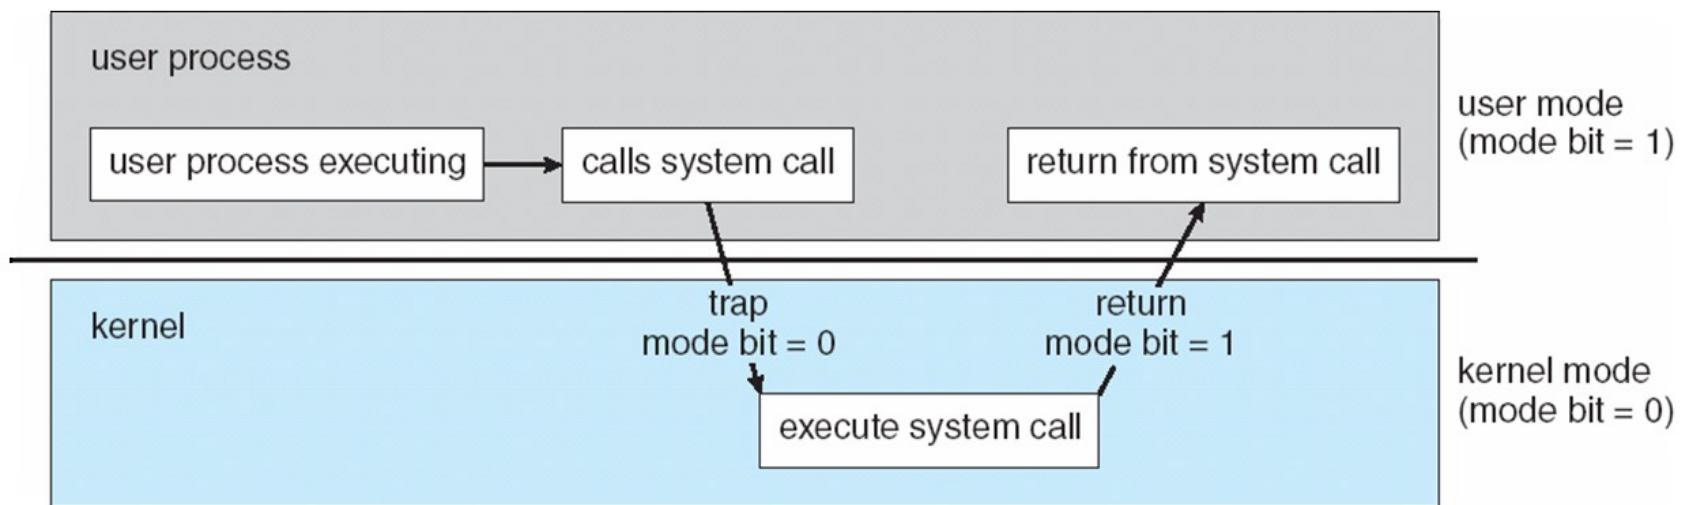 user process
user process executing
calls system call
return from system call
user mode
(mode bit = 1)
kernel
trap
mode bit = 0
return
mode bit = 1
execute system call
kernel mode
(mode bit = 0)